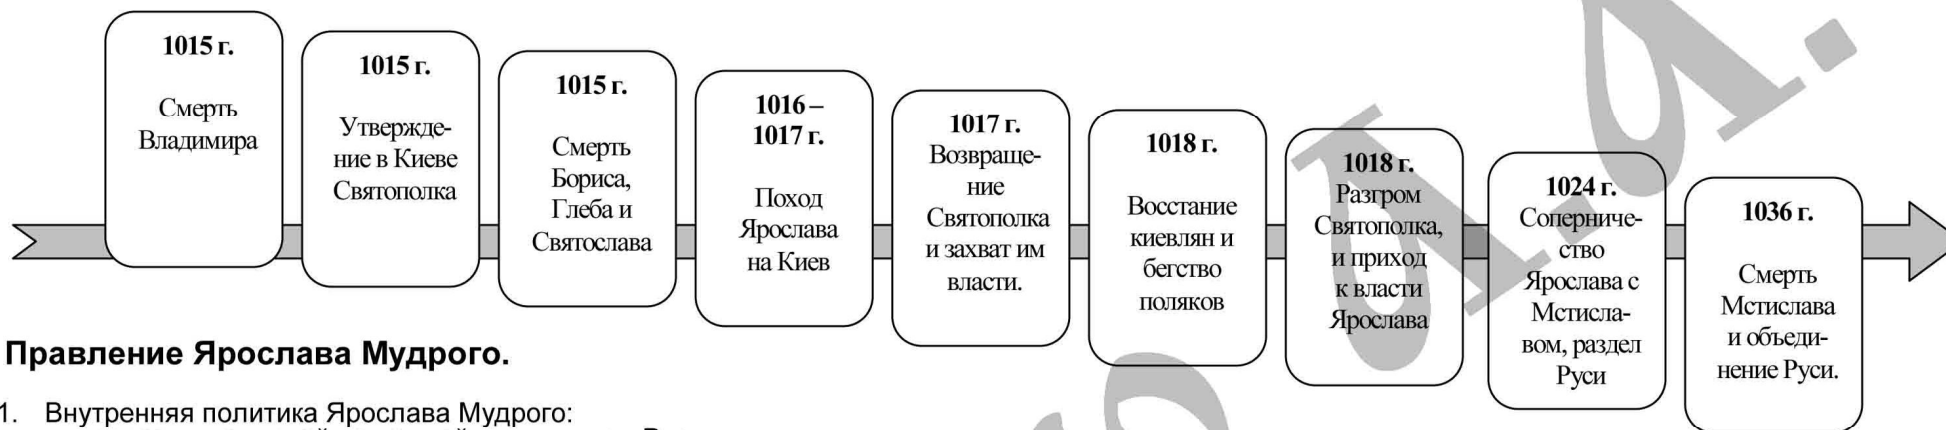 1015 г.
Смерть
Владимира
1015 г.
Утвержде-
ние в Киеве
Святополка
1015 г.
Смерть
Бориса,
Глеба и
Святослава
1016 –
1017 г.
Поход
Ярослава
на Киев
1017 г.
Возвраще-
ние
Святополка
и захват им
власти.
1018 г.
Восстание
киевлян и
бегство
поляков
1018 г.
Разгром
Святополка,
и приход
к власти
Ярослава
1024 г.
Соперниче-
ство
Ярослава с
Мстисла-
вом, раздел
Руси
1036 г.
Смерть
Мстислава
и объеди-
нение Руси.
Правление Ярослава Мудрого.
1. Внутренняя политика Ярослава Мудрого: